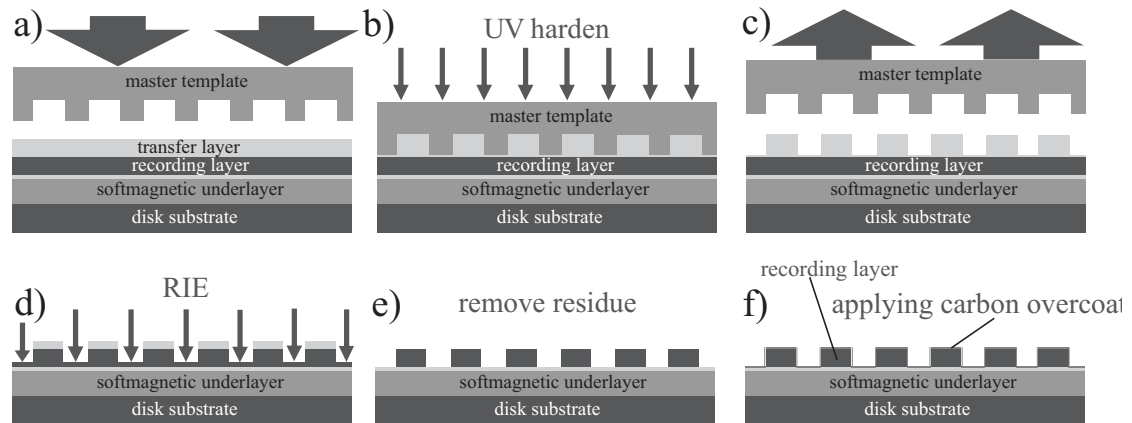 a)
master template
transfer layer
recording layer
softmagnetic underlayer
disk substrate
b)
UV harden
master template
recording layer
softmagnetic underlayer
disk substrate
c)
master template
recording layer
softmagnetic underlayer
disk substrate
d)
RIE
softmagnetic underlayer
disk substrate
e)
remove residue
softmagnetic underlayer
disk substrate
f)
recording layer
applying carbon overcoat
softmagnetic underlayer
disk substrate